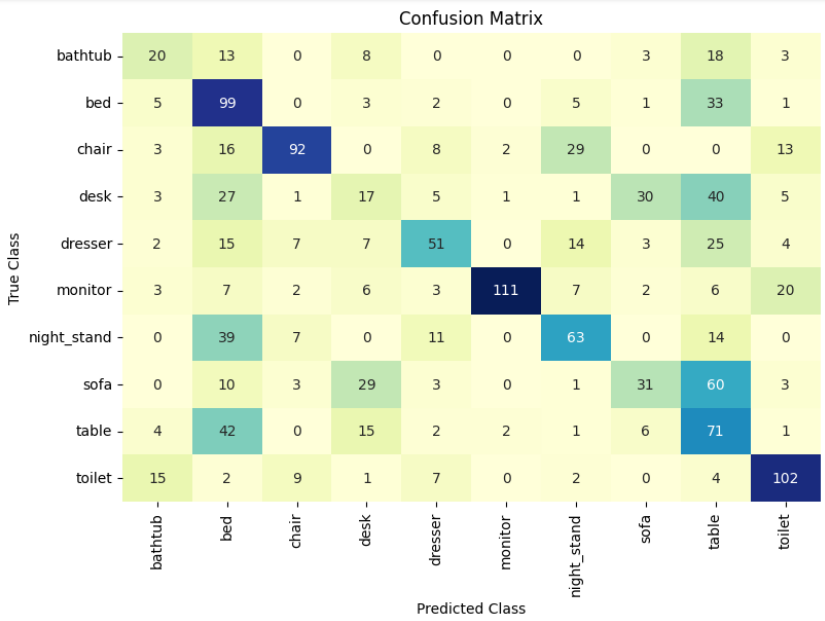 Confusion Matrix
True Class
bathtub 20 13 0 8 0 0 0 3 18 3
bed 5 99 0 3 2 0 5 1 33 1
chair 3 16 92 0 8 2 29 0 0 13
desk 3 27 1 17 5 1 1 30 40 5
dresser 2 15 7 7 51 0 14 3 25 4
monitor 3 7 2 6 3 111 7 2 6 20
night_stand 0 39 7 0 11 0 63 0 14 0
sofa 0 10 3 29 3 0 1 31 60 3
table 4 42 0 15 2 2 1 6 71 1
toilet 15 2 9 1 7 0 2 0 4 102
bathtub bed chair desk dresser monitor night_stand sofa table toilet
Predicted Class